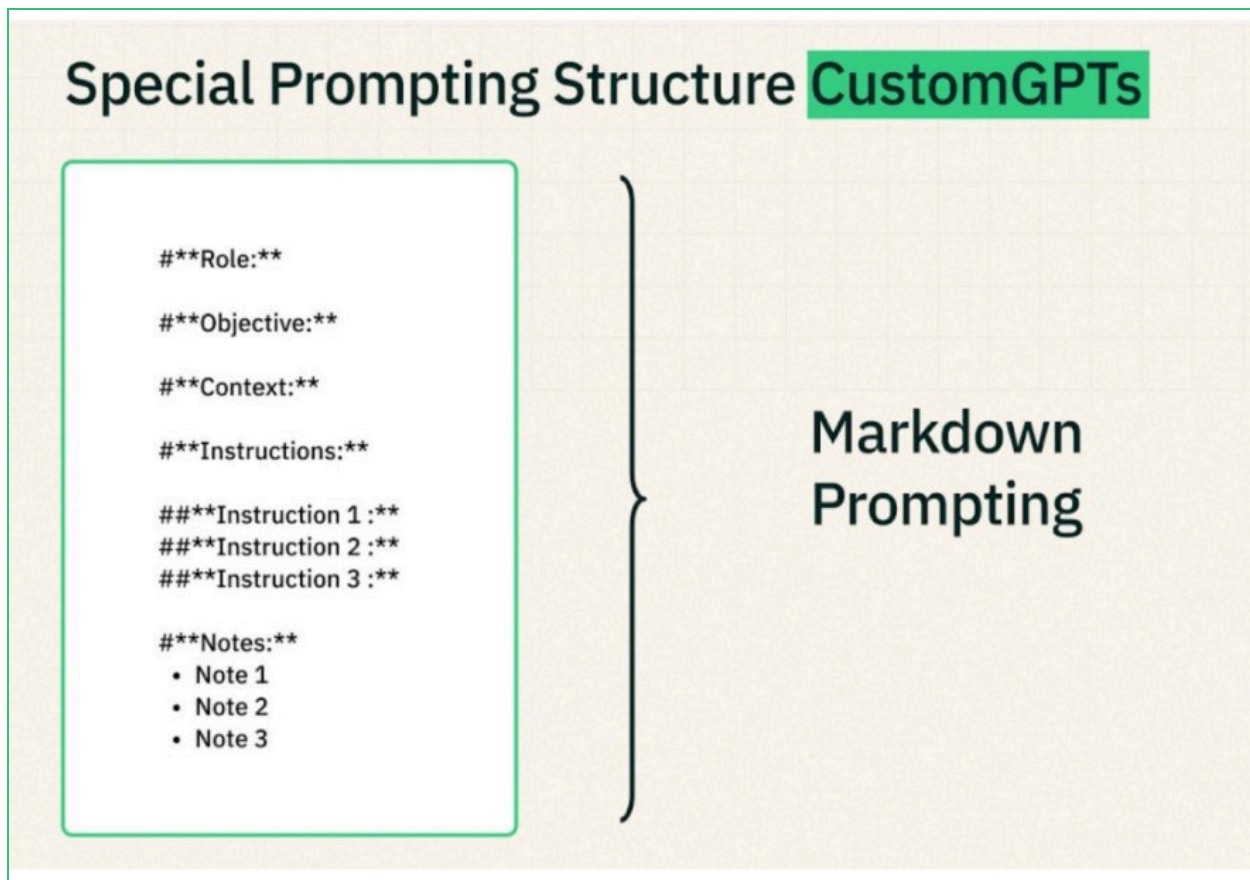 Special Prompting Structure CustomGPTs
#**Role:**
#**Objective:**
#**Context:**
#**Instructions:**
##**Instruction 1 :**
##**Instruction 2 :**
##**Instruction 3 :**
#**Notes:**
• Note 1
• Note 2
• Note 3
Markdown
Prompting